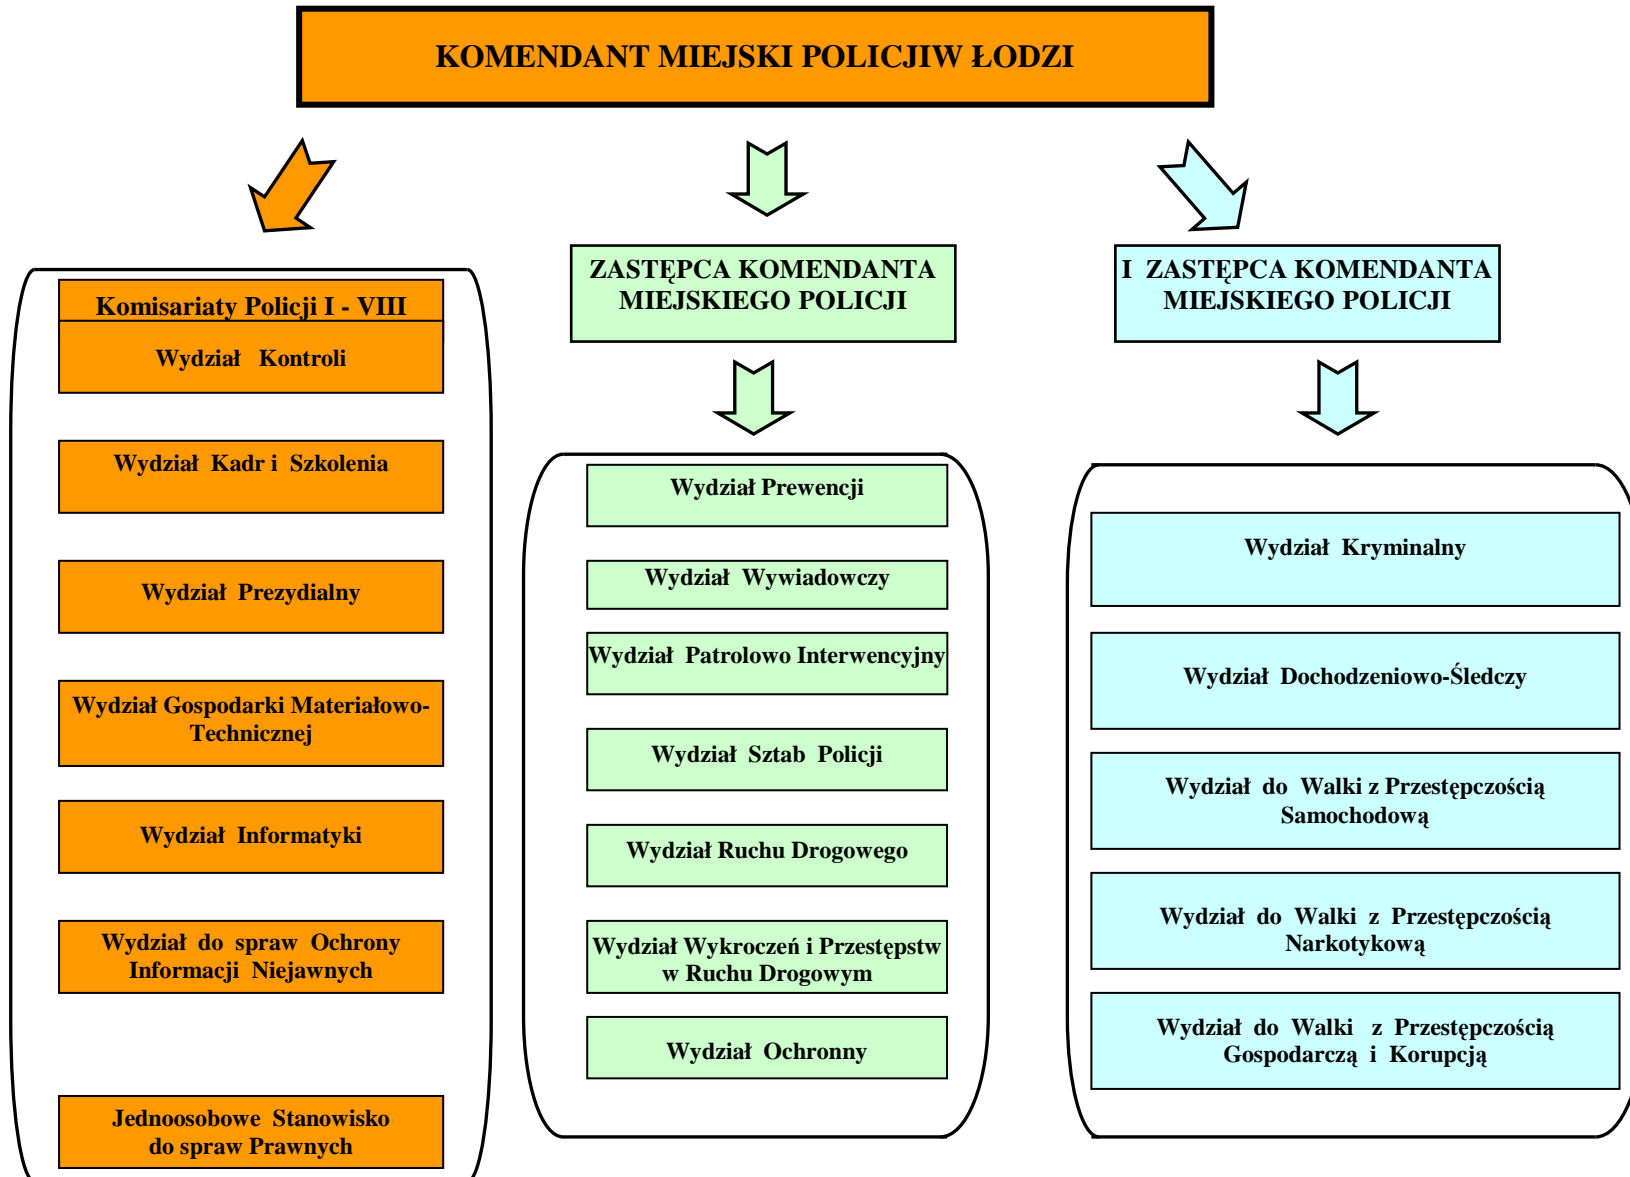 KOMENDANT MIEJSKI POLICJIW ŁODZI
Komisariaty Policji I - VIII
Wydział Kontroli
Wydział Kadr i Szkolenia
Wydział Prezydialny
Wydział Gospodarki Materiałowo-
Technicznej
Wydział Informatyki
Wydział do spraw Ochrony
Informacji Niejawnych
Jednoosobowe Stanowisko
do spraw Prawnych
ZASTĘPCA KOMENDANTA
MIEJSKIEGO POLICJI
Wydział Prewencji
Wydział Wywiadowczy
Wydział Patrolowo Interwencyjny
Wydział Sztab Policji
Wydział Ruchu Drogowego
Wydział Wykroczeń i Przestępstw
w Ruchu Drogowym
Wydział Ochronny
I ZASTĘPCA KOMENDANTA
MIEJSKIEGO POLICJI
Wydział Kryminalny
Wydział Dochodzeniowo-Śledczy
Wydział do Walki z Przestępczością
Samochodową
Wydział do Walki z Przestępczością
Narkotykową
Wydział do Walki z Przestępczością
Gospodarczą i Korupcją